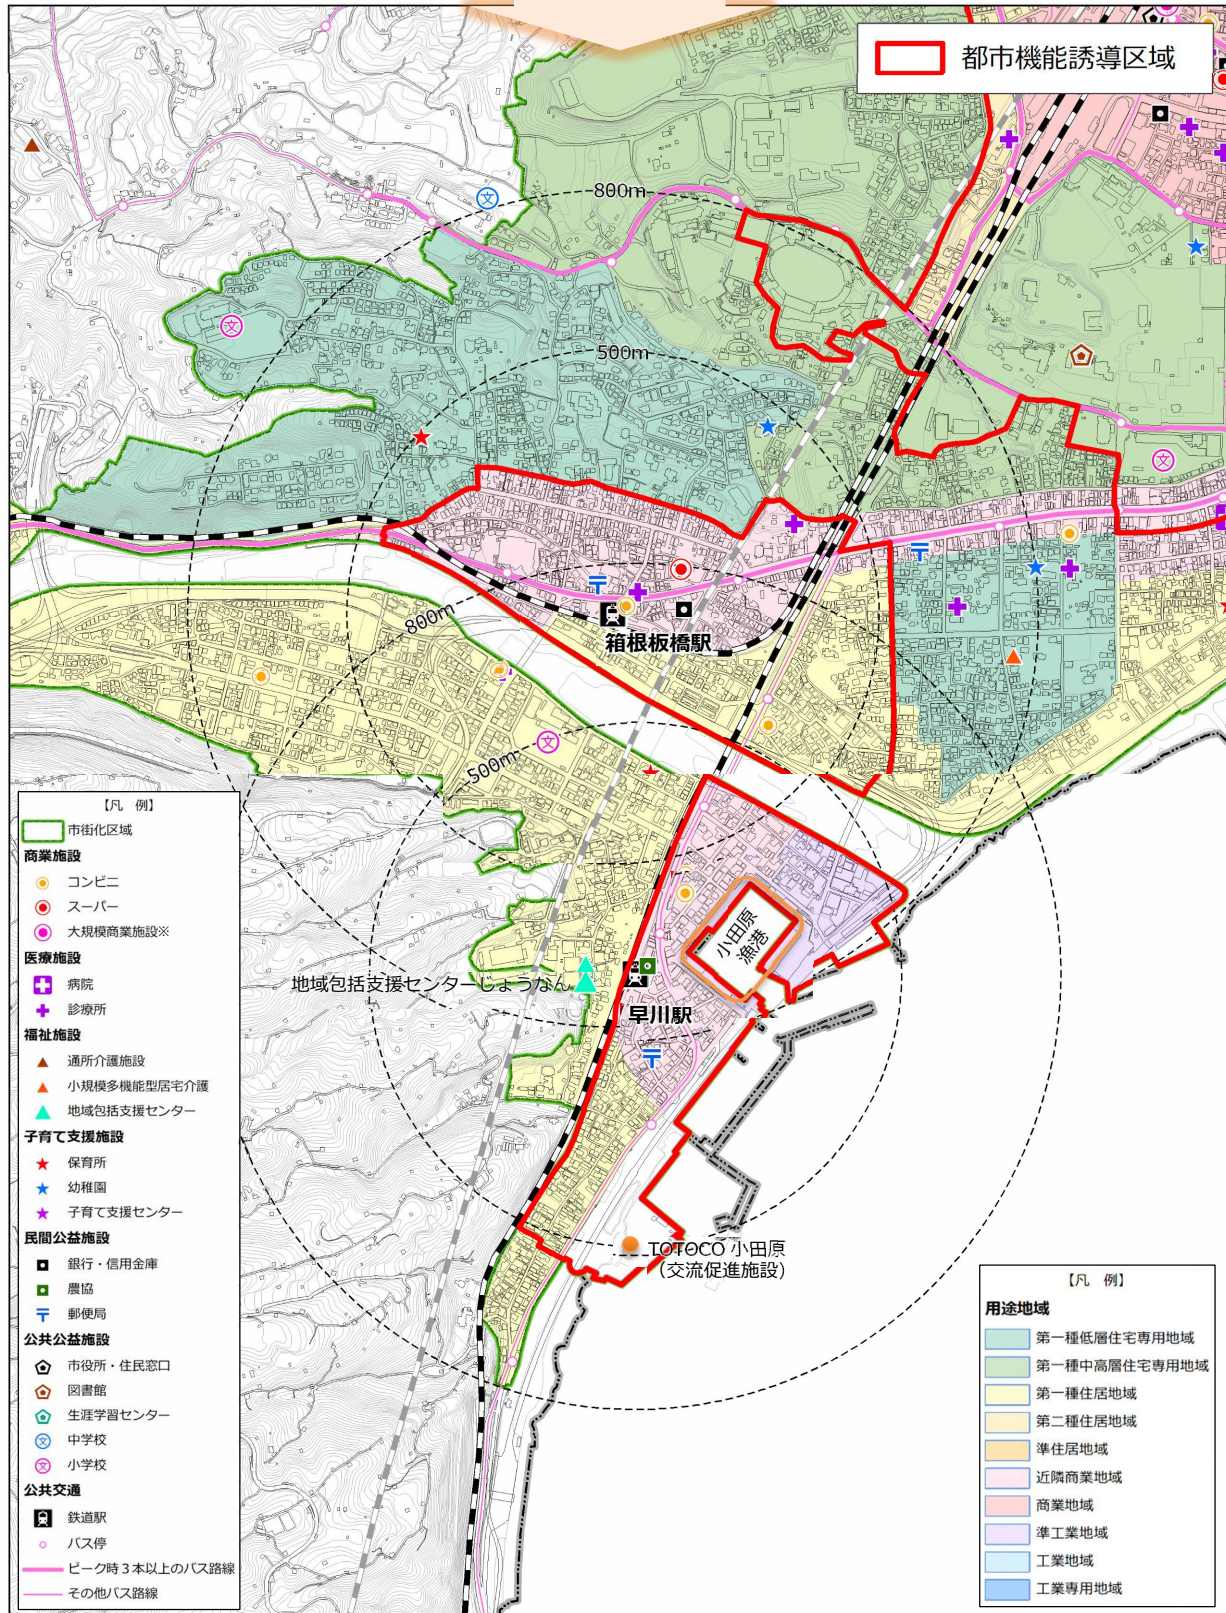 都市機能誘導区域
800m
500m
箱根板橋駅
800m
500m
小田原
漁港
地域包括支援センターじょうなん
早川駅
TOTOCO 小田原
(交流促進施設)
【凡 例】
市街化区域
商業施設
コンビニ
スーパー
大規模商業施設※
医療施設
病院
診療所
福祉施設
通所介護施設
小規模多機能型居宅介護
地域包括支援センター
子育て支援施設
保育所
幼稚園
子育て支援センター
民間公益施設
銀行・信用金庫
農協
郵便局
公共公益施設
市役所・住民窓口
図書館
生涯学習センター
文 中学校
文 小学校
公共交通
鉄道駅
バス停
ピーク時3本以上のバス路線
その他バス路線
【凡 例】
用途地域
第一種低層住宅専用地域
第一種中高層住宅専用地域
第一種住居地域
第二種住居地域
準住居地域
近隣商業地域
商業地域
準工業地域
工業地域
工業専用地域
文
文
文
文